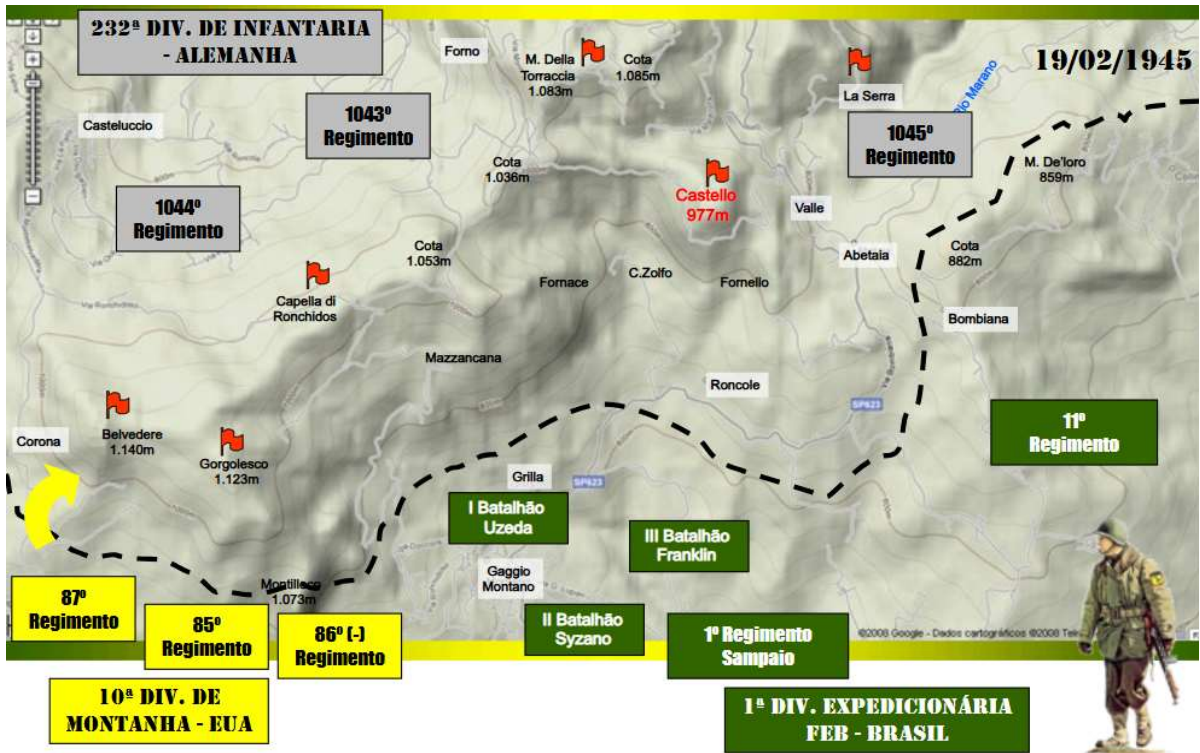 232ª DIV. DE INFANTARIA
- ALEMANHA
19/02/1945
Forno
M. Della
Torraccia
1.083m
Cota
1.085m
La Serra
Rio Marano
Casteluccio
1043º
Regimento
1045º
Regimento
M. De'loro
859m
Cota
1.036m
Castello
977m
Valle
1044º
Regimento
Cota
1.053m
Abetaia
Cota
882m
C.Zolfo
Fornace
Fornello
Capella di
Ronchidos
Bombiana
Mazzancana
Roncole
SP623
Belvedere
1.140m
Corona
Gorgolesco
1.123m
11º
Regimento
Grilla
SP623
I Batalhão
Uzeda
III Batalhão
Franklin
Gaggio
Montano
Montilloco
1.073m
87º
Regimento
85º
Regimento
86º (-)
Regimento
II Batalhão
Syzano
1º Regimento
Sampaio
©2008 Google - Dados cartográficos ©2008
10ª DIV. DE
MONTANHA - EUA
1ª DIV. EXPEDICIONÁRIA
FEB - BRASIL